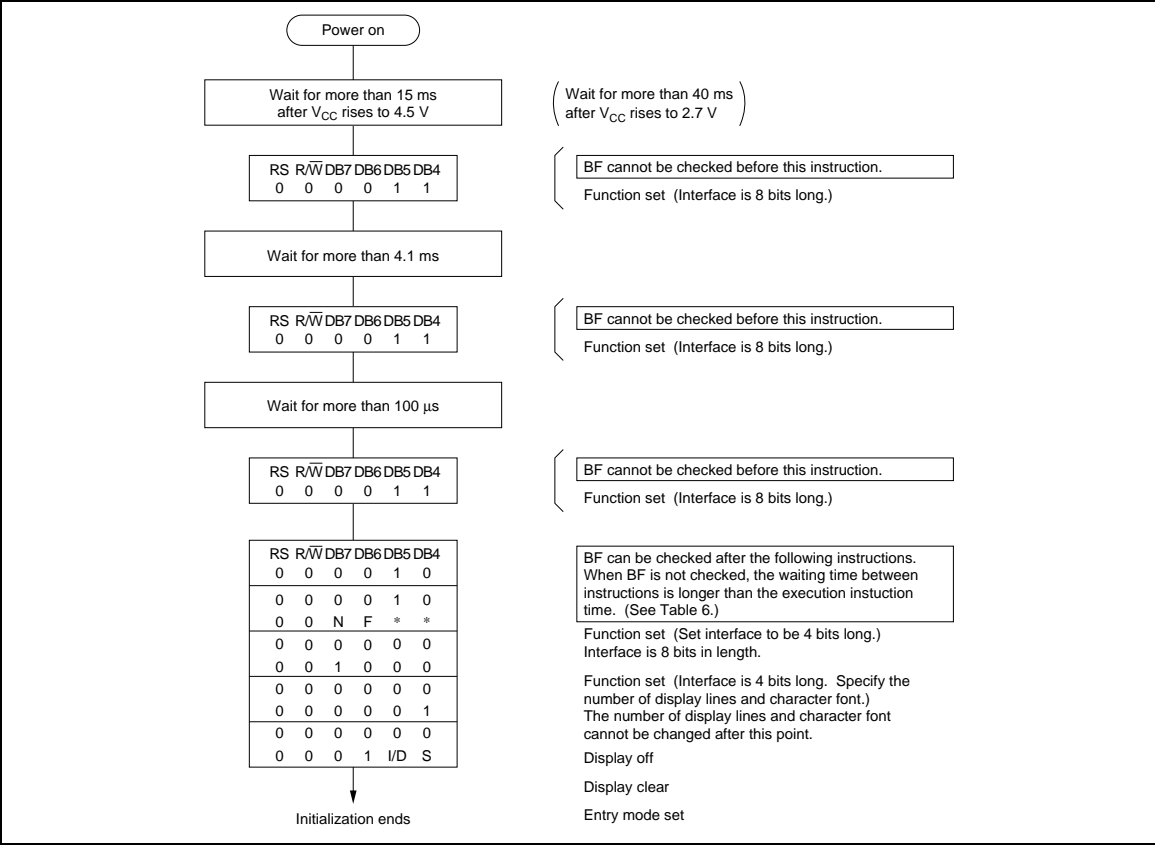 Power on
Wait for more than 15 ms
after VCC rises to 4.5 V
Wait for more than 40 ms
after VCC rises to 2.7 V
RS R/W̅ DB7 DB6 DB5 DB4
0 0 0 0 1 1
BF cannot be checked before this instruction.
Function set (Interface is 8 bits long.)
Wait for more than 4.1 ms
RS R/W̅ DB7 DB6 DB5 DB4
0 0 0 0 1 1
BF cannot be checked before this instruction.
Function set (Interface is 8 bits long.)
Wait for more than 100 µs
RS R/W̅ DB7 DB6 DB5 DB4
0 0 0 0 1 1
BF cannot be checked before this instruction.
Function set (Interface is 8 bits long.)
RS R/W̅ DB7 DB6 DB5 DB4
0 0 0 0 1 0
0 0 0 0 1 0
0 0 N F * *
0 0 0 0 0 0
0 0 1 0 0 0
0 0 0 0 0 0
0 0 0 0 0 1
0 0 0 0 0 0
0 0 0 1 I/D S
Initialization ends
BF can be checked after the following instructions.
When BF is not checked, the waiting time between
instructions is longer than the execution instuction
time. (See Table 6.)
Function set (Set interface to be 4 bits long.)
Interface is 8 bits in length.
Function set (Interface is 4 bits long. Specify the
number of display lines and character font.)
The number of display lines and character font
cannot be changed after this point.
Display off
Display clear
Entry mode set